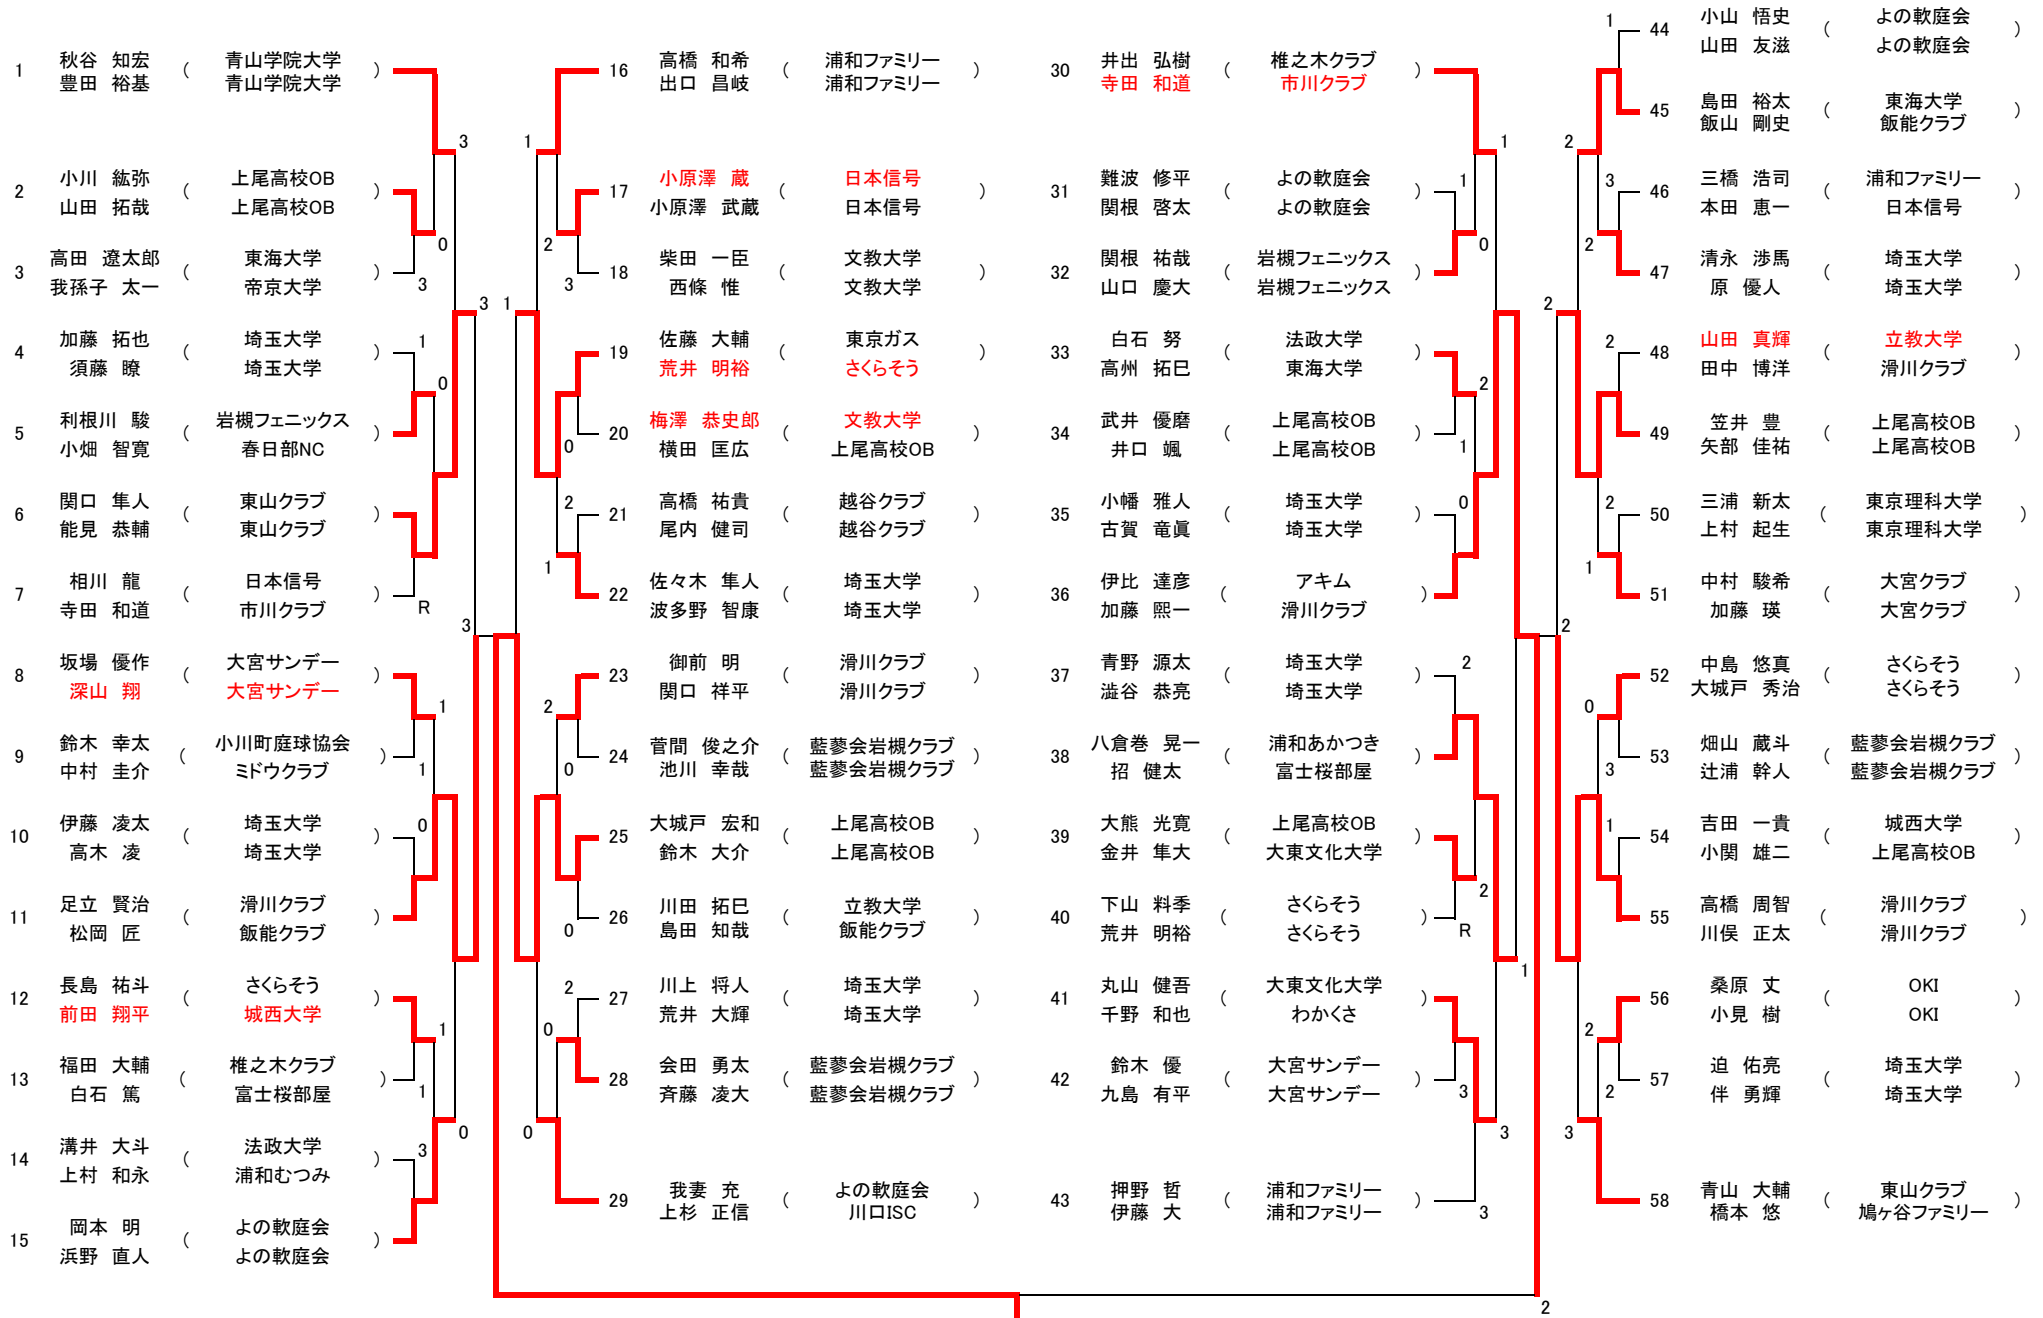 1 秋谷 知宏 ( 青山学院大学 )
豊田 裕基 青山学院大学
2 小川 紘弥 ( 上尾高校OB )
山田 拓哉 上尾高校OB
3 高田 遼太郎 ( 東海大学 )
我孫子 太一 帝京大学
4 加藤 拓也 ( 埼玉大学 )
須藤 瞭 埼玉大学
5 利根川 駿 ( 岩槻フェニックス )
小畑 智寛 春日部NC
6 関口 隼人 ( 東山クラブ )
能見 恭輔 東山クラブ
7 相川 龍 ( 日本信号 )
寺田 和道 市川クラブ
8 坂場 優作 ( 大宮サンデー )
深山 翔 大宮サンデー
9 鈴木 幸太 ( 小川町庭球協会 )
中村 圭介 ミドウクラブ
10 伊藤 凌太 ( 埼玉大学 )
高木 凌 埼玉大学
11 足立 賢治 ( 滑川クラブ )
松岡 匠 飯能クラブ
12 長島 祐斗 ( さくらそう )
前田 翔平 城西大学
13 福田 大輔 ( 椎之木クラブ )
白石 篤 富士桜部屋
14 溝井 大斗 ( 法政大学 )
上村 和永 浦和むつみ
15 岡本 明 ( よの軟庭会 )
浜野 直人 よの軟庭会
3
0
3
3
1
0
R
3
1
1
0
1
1
3
0
16 高橋 和希 ( 浦和ファミリー )
出口 昌岐 浦和ファミリー
17 小原澤 蔵 ( 日本信号 )
小原澤 武蔵 日本信号
18 柴田 一臣 ( 文教大学 )
西條 惟 文教大学
19 佐藤 大輔 ( 東京ガス )
荒井 明裕 さくらそう
20 梅澤 恭史郎 ( 文教大学 )
横田 匡広 上尾高校OB
21 高橋 祐貴 ( 越谷クラブ )
尾内 健司 越谷クラブ
22 佐々木 隼人 ( 埼玉大学 )
波多野 智康 埼玉大学
23 御前 明 ( 滑川クラブ )
関口 祥平 滑川クラブ
24 菅間 俊之介 ( 藍蓼会岩槻クラブ )
池川 幸哉 藍蓼会岩槻クラブ
25 大城戸 宏和 ( 上尾高校OB )
鈴木 大介 上尾高校OB
26 川田 拓巳 ( 立教大学 )
島田 知哉 飯能クラブ
27 川上 将人 ( 埼玉大学 )
荒井 大輝 埼玉大学
28 会田 勇太 ( 藍蓼会岩槻クラブ )
斉藤 凌大 藍蓼会岩槻クラブ
29 我妻 充 ( よの軟庭会 )
上杉 正信 川口ISC
1
2
3
1
0
2
1
2
0
0
2
0
0
30 井出 弘樹 ( 椎之木クラブ )
寺田 和道 市川クラブ
31 難波 修平 ( よの軟庭会 )
関根 啓太 よの軟庭会
32 関根 祐哉 ( 岩槻フェニックス )
山口 慶大 岩槻フェニックス
33 白石 努 ( 法政大学 )
高州 拓巳 東海大学
34 武井 優磨 ( 上尾高校OB )
井口 颯 上尾高校OB
35 小幡 雅人 ( 埼玉大学 )
古賀 竜眞 埼玉大学
36 伊比 達彦 ( アキム )
加藤 熙一 滑川クラブ
37 青野 源太 ( 埼玉大学 )
澁谷 恭亮 埼玉大学
38 八倉巻 晃一 ( 浦和あかつき )
招 健太 富士桜部屋
39 大熊 光寛 ( 上尾高校OB )
金井 隼大 大東文化大学
40 下山 料季 ( さくらそう )
荒井 明裕 さくらそう
41 丸山 健吾 ( 大東文化大学 )
千野 和也 わかくさ
42 鈴木 優 ( 大宮サンデー )
九島 有平 大宮サンデー
43 押野 哲 ( 浦和ファミリー )
伊藤 大 浦和ファミリー
1
1
0
2
1
0
2
2
R
1
3
3
3
44 小山 悟史 ( よの軟庭会 )
山田 友滋 よの軟庭会
45 島田 裕太 ( 東海大学 )
飯山 剛史 飯能クラブ
46 三橋 浩司 ( 浦和ファミリー )
本田 恵一 日本信号
47 清永 渉馬 ( 埼玉大学 )
原 優人 埼玉大学
48 山田 真輝 ( 立教大学 )
田中 博洋 滑川クラブ
49 笠井 豊 ( 上尾高校OB )
矢部 佳祐 上尾高校OB
50 三浦 新太 ( 東京理科大学 )
上村 起生 東京理科大学
51 中村 駿希 ( 大宮クラブ )
加藤 瑛 大宮クラブ
52 中島 悠真 ( さくらそう )
大城戸 秀治 さくらそう
53 畑山 蔵斗 ( 藍蓼会岩槻クラブ )
辻浦 幹人 藍蓼会岩槻クラブ
54 吉田 一貴 ( 城西大学 )
小関 雄二 上尾高校OB
55 高橋 周智 ( 滑川クラブ )
川俣 正太 滑川クラブ
56 桑原 丈 ( OKI )
小見 樹 OKI
57 迫 佑亮 ( 埼玉大学 )
伴 勇輝 埼玉大学
58 青山 大輔 ( 東山クラブ )
橋本 悠 鳩ヶ谷ファミリー
1
2
3
2
2
2
2
1
2
0
3
1
2
2
3
2